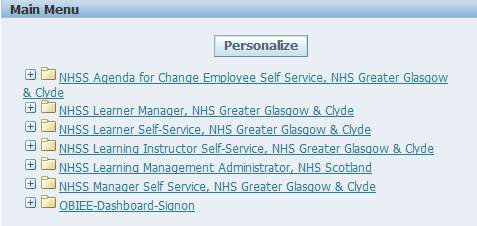 Main Menu
Personalize
NHSS Agenda for Change Employee Self Service, NHS Greater Glasgow
& Clyde
NHSS Learner Manager, NHS Greater Glasgow & Clyde
NHSS Learner Self-Service, NHS Greater Glasgow & Clyde
NHSS Learning Instructor Self-Service, NHS Greater Glasgow & Clyde
NHSS Learning Management Administrator, NHS Scotland
NHSS Manager Self Service, NHS Greater Glasgow & Clyde
OBIEE-Dashboard-Signon